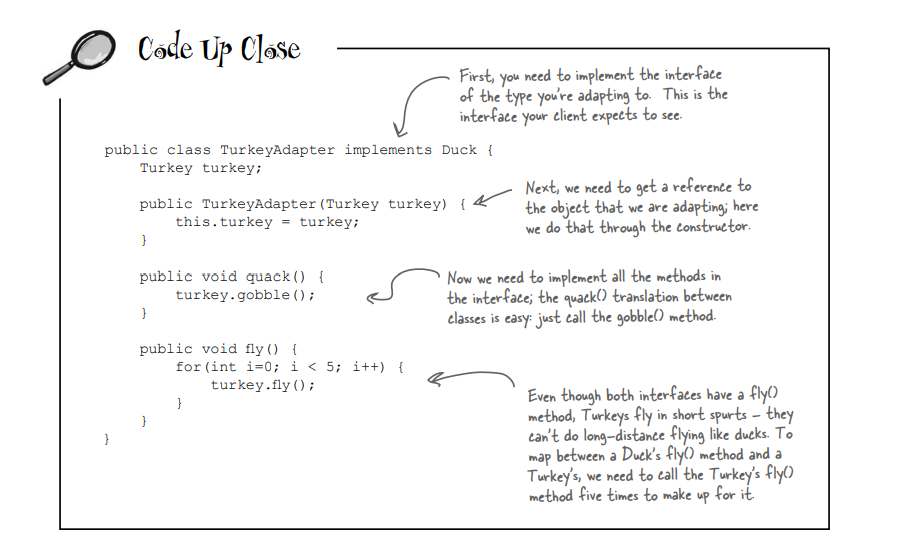 Code Up Close
First, you need to implement the interface
of the type you're adapting to. This is the
interface your client expects to see.
public class TurkeyAdapter implements Duck {
Turkey turkey;
public TurkeyAdapter(Turkey turkey) {
this.turkey = turkey;
}
Next, we need to get a reference to
the object that we are adapting; here
we do that through the constructor.
public void quack() {
turkey.gobble();
}
Now we need to implement all the methods in
the interface; the quack() translation between
classes is easy: just call the gobble() method.
public void fly() {
for(int i=0; i < 5; i++) {
turkey.fly();
}
}
}
Even though both interfaces have a fly()
method, Turkeys fly in short spurts – they
can't do long-distance flying like ducks. To
map between a Duck's fly() method and a
Turkey's, we need to call the Turkey's fly()
method five times to make up for it.